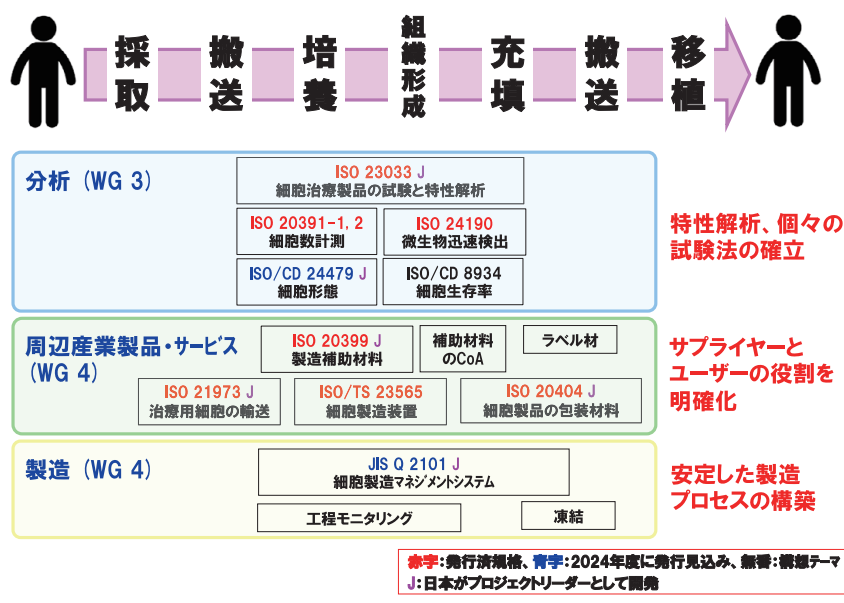 採取 搬送 培養 組織形成 充填 搬送 移植
分析 (WG 3)
ISO 23033 J
細胞治療製品の試験と特性解析
ISO 20391-1, 2
細胞数計測
ISO 24190
微生物迅速検出
ISO/CD 24479 J
細胞形態
ISO/CD 8934
細胞生存率
特性解析、個々の
試験法の確立
周辺産業製品・サービス
(WG 4)
ISO 20399 J
製造補助材料
補助材料
のCoA
ラベル材
ISO 21973 J
治療用細胞の輸送
ISO/TS 23565
細胞製造装置
ISO 20404 J
細胞製品の包装材料
サプライヤーと
ユーザーの役割を
明確化
製造 (WG 4)
JIS Q 2101 J
細胞製造マネジメントシステム
工程モニタリング
凍結
安定した製造
プロセスの構築
赤字:発行済規格、青字:2024年度に発行見込み、無番:構想テーマ
J:日本がプロジェクトリーダーとして開発